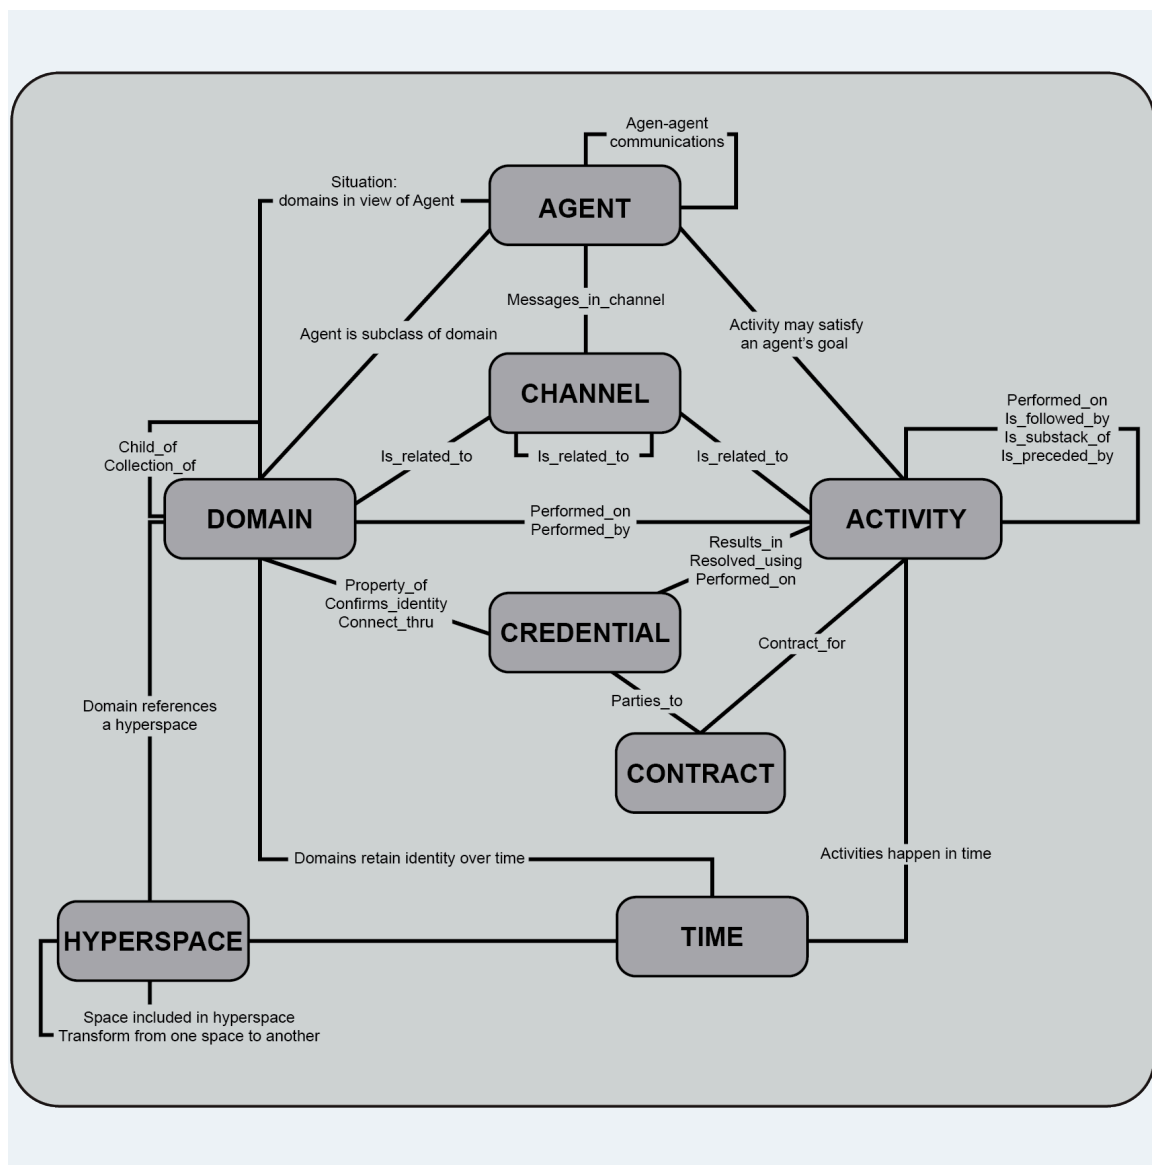 Agen-agent
communications
Situation:
domains in view of Agent
AGENT
Messages_in_channel
Agent is subclass of domain
Activity may satisfy
an agent’s goal
CHANNEL
Performed_on
Is_followed_by
Is_substack_of
Is_preceded_by
Child_of
Collection_of
Is_related_to
Is_related_to
Is_related_to
DOMAIN
Performed_on
Performed_by
ACTIVITY
Results_in
Resolved_using
Performed_on
Property_of
Confirms_identity
Connect_thru
CREDENTIAL
Contract_for
Parties_to
Domain references
a hyperspace
CONTRACT
Domains retain identity over time
Activities happen in time
HYPERSPACE
TIME
Space included in hyperspace
Transform from one space to another